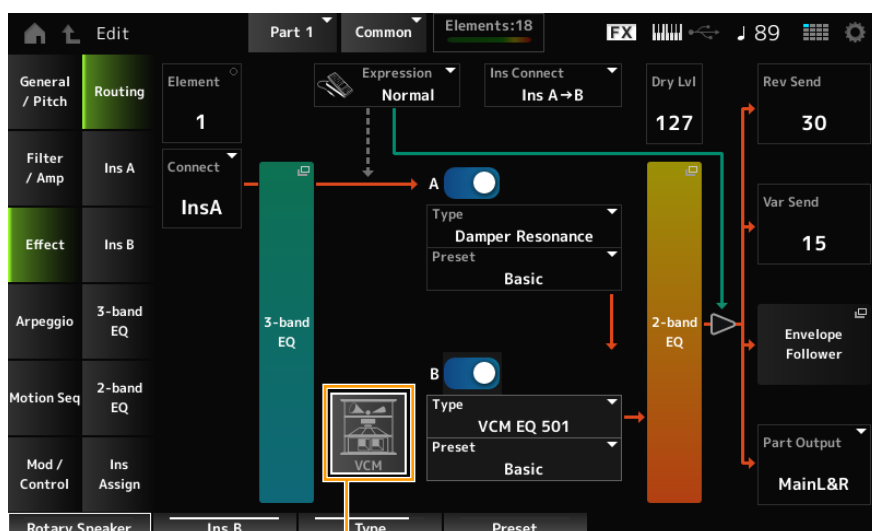 Edit
Part 1
Common
Elements:18
FX
♩ 89
General / Pitch
Filter / Amp
Effect
Arpeggio
Motion Seq
Mod / Control
Routing
Ins A
Ins B
3-band EQ
2-band EQ
Ins Assign
Element
1
Connect
InsA
Expression
Normal
Ins Connect
Ins A→B
Dry Lvl
127
3-band EQ
A
Type
Damper Resonance
Preset
Basic
B
Type
VCM EQ 501
Preset
Basic
VCM
2-band EQ
Rev Send
30
Var Send
15
Envelope Follower
Part Output
MainL&R
Rotary Speaker
Ins B
Type
Preset